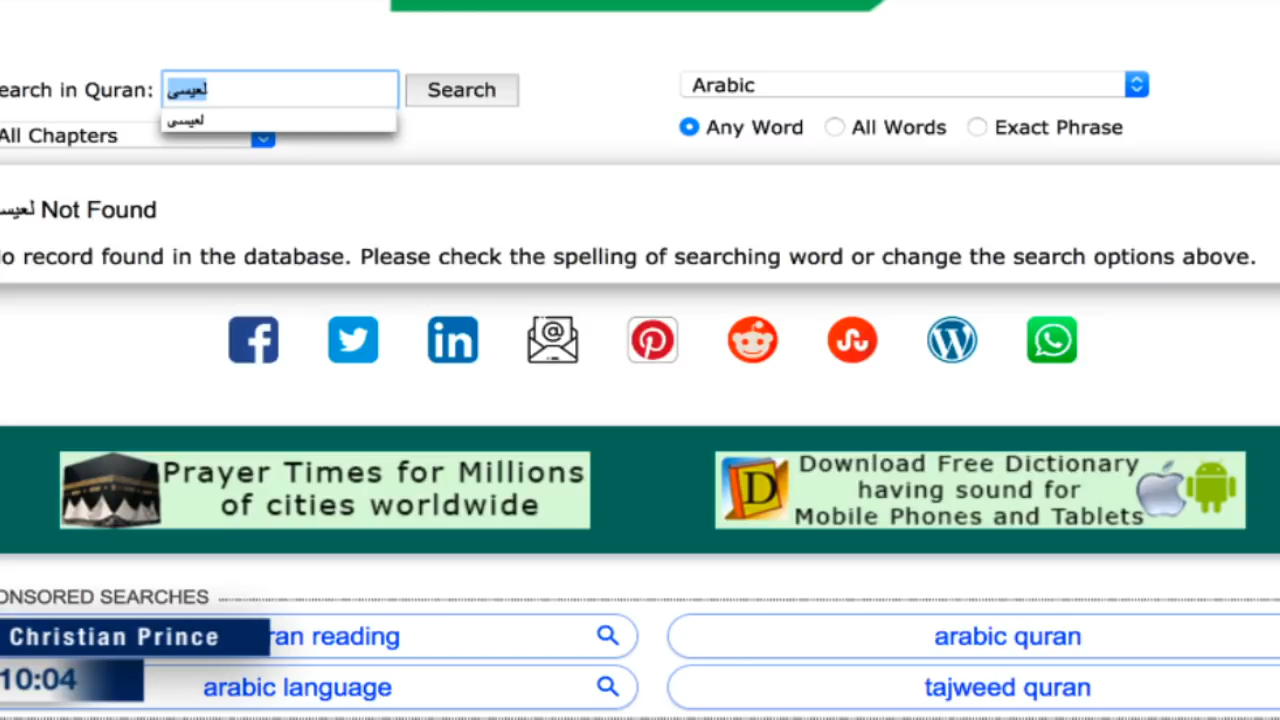 earch in Quran: لعيسى Search
Arabic
لعيسى
All Chapters
Any Word All Words Exact Phrase
Not Found
o record found in the database. Please check the spelling of searching word or change the search options above.
Prayer Times for Millions
of cities worldwide
Download Free Dictionary
having sound for
Mobile Phones and Tablets
ONSORED SEARCHES
Christian Prince
ran reading
arabic quran
10:04
arabic language
tajweed quran